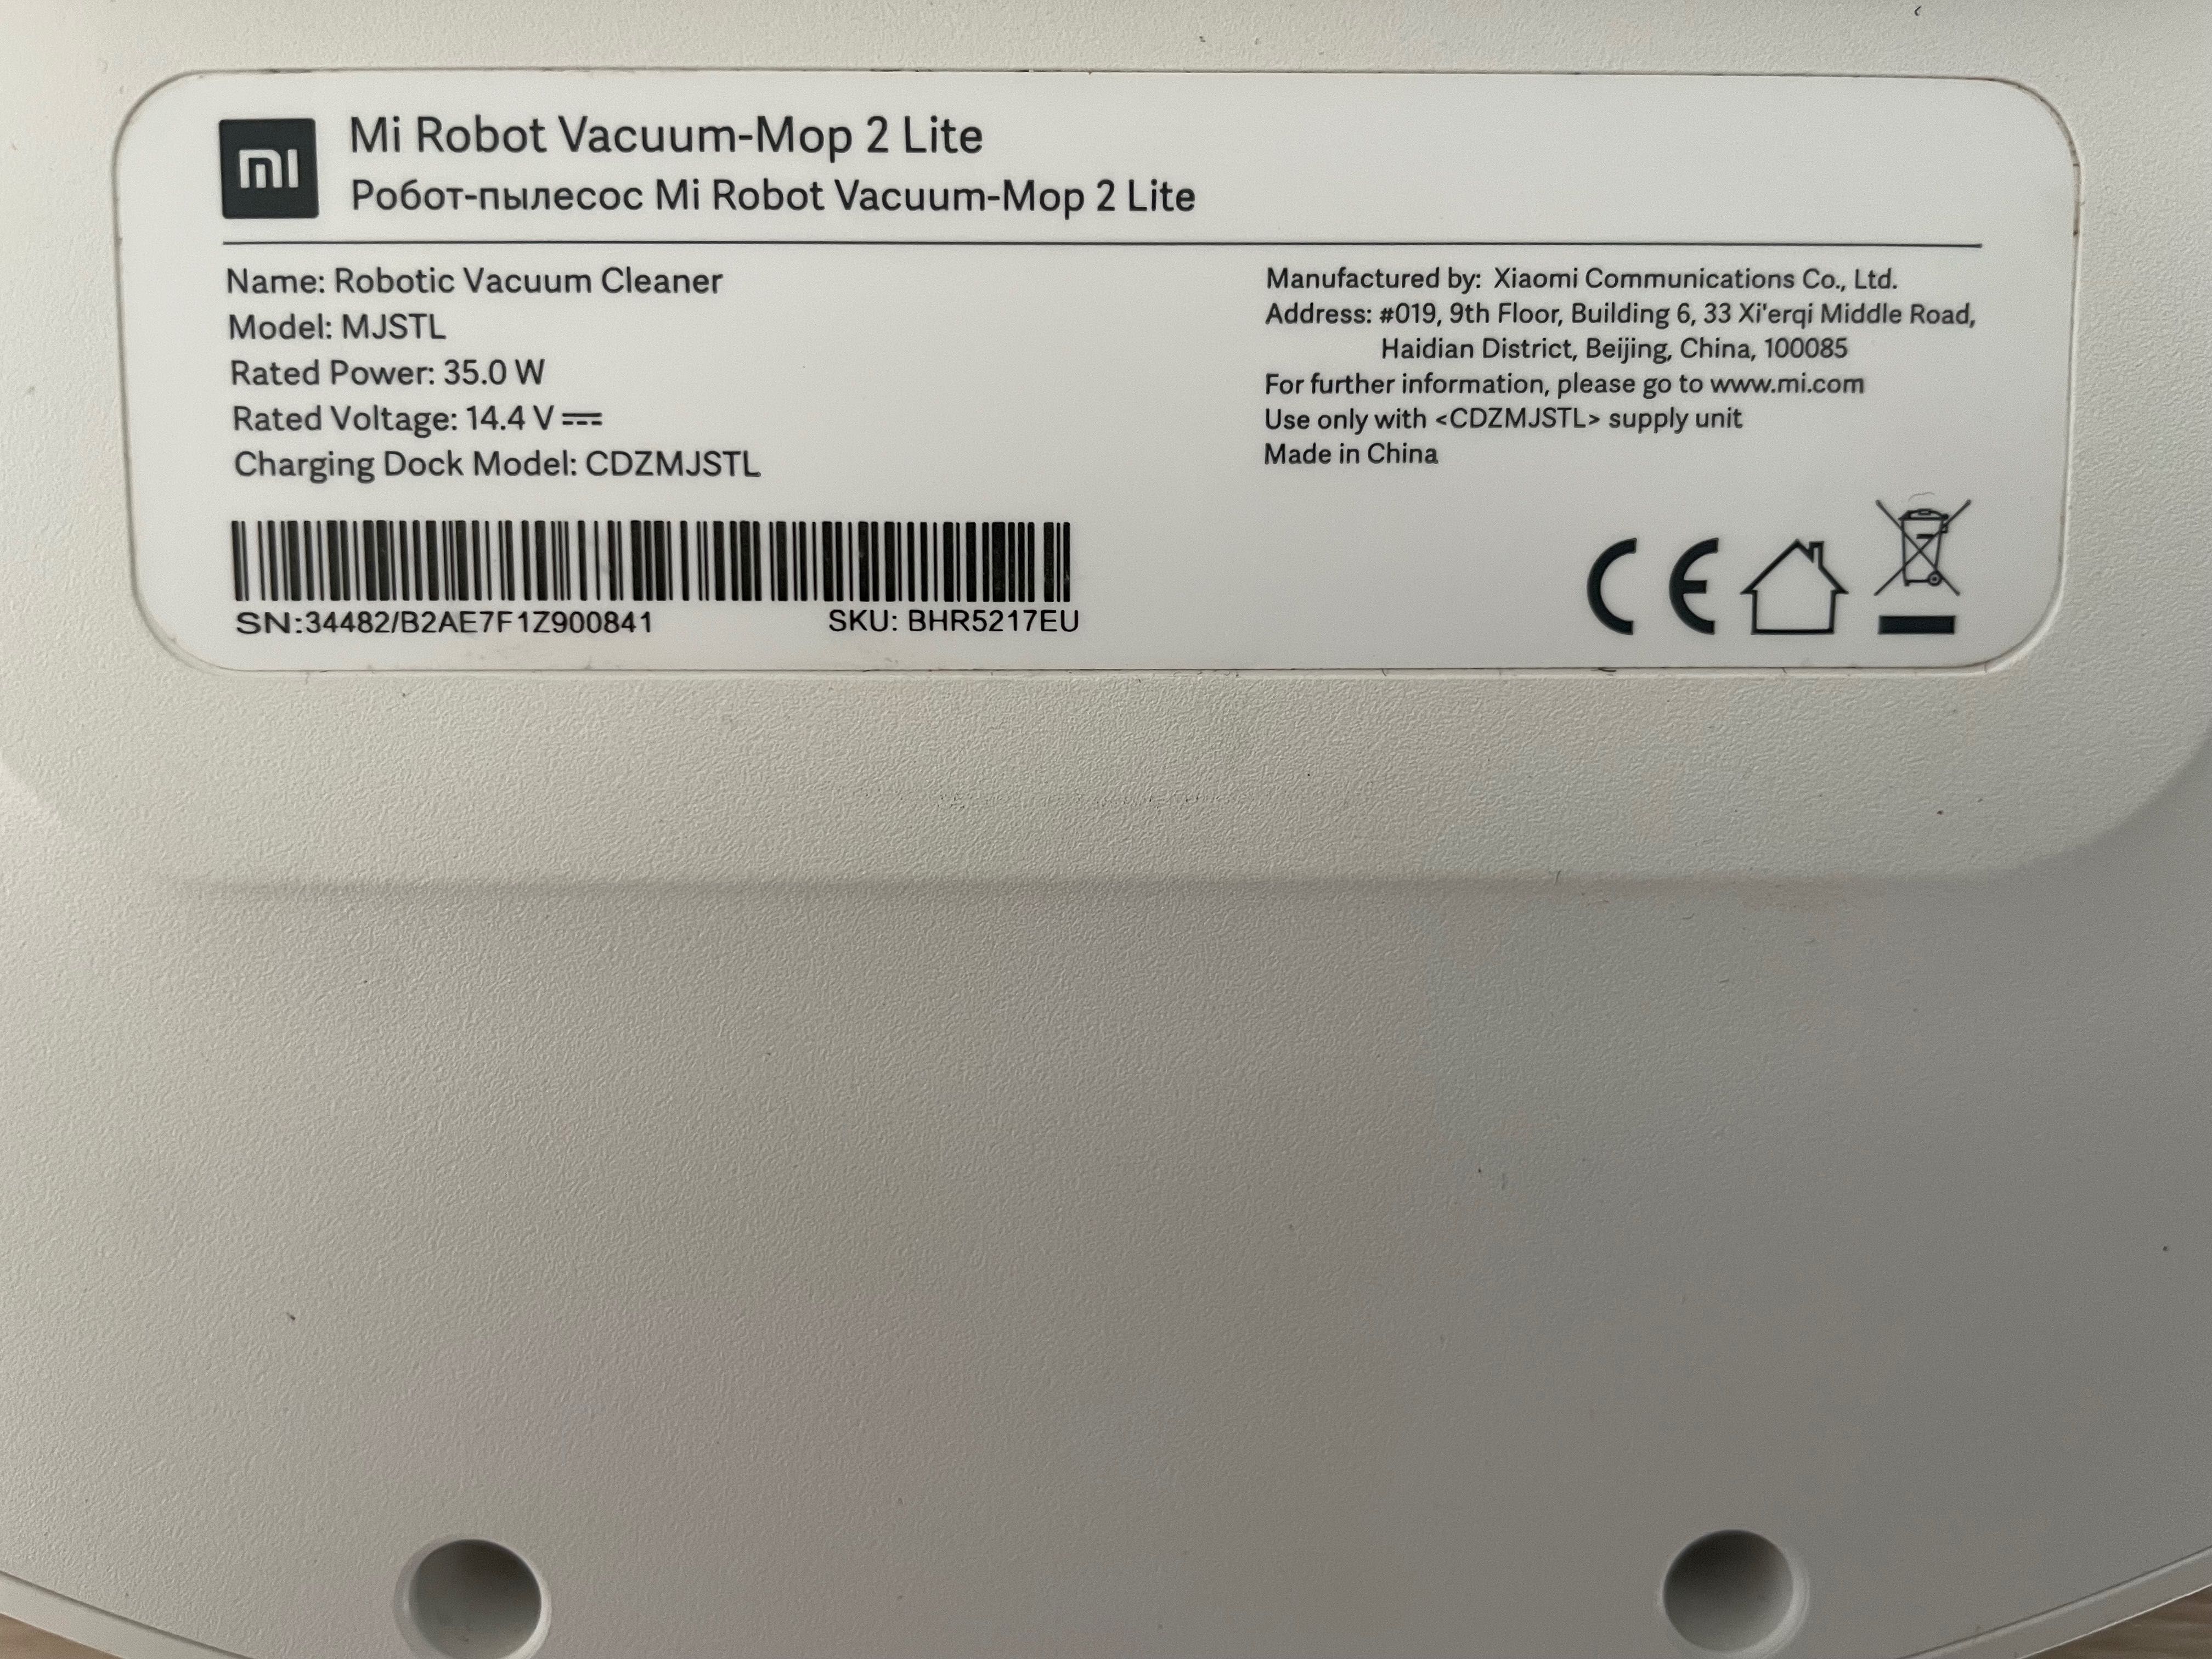 mi
Mi Robot Vacuum-Mop 2 Lite
Робот-пылесос Mi Robot Vacuum-Mop 2 Lite
Name: Robotic Vacuum Cleaner
Model: MJSTL
Rated Power: 35.0 W
Rated Voltage: 14.4 V ⎓
Charging Dock Model: CDZMJSTL
SN:34482/B2AE7F1Z900841 SKU: BHR5217EU
Manufactured by: Xiaomi Communications Co., Ltd.
Address: #019, 9th Floor, Building 6, 33 Xi'erqi Middle Road,
Haidian District, Beijing, China, 100085
For further information, please go to www.mi.com
Use only with <CDZMJSTL> supply unit
Made in China
CE